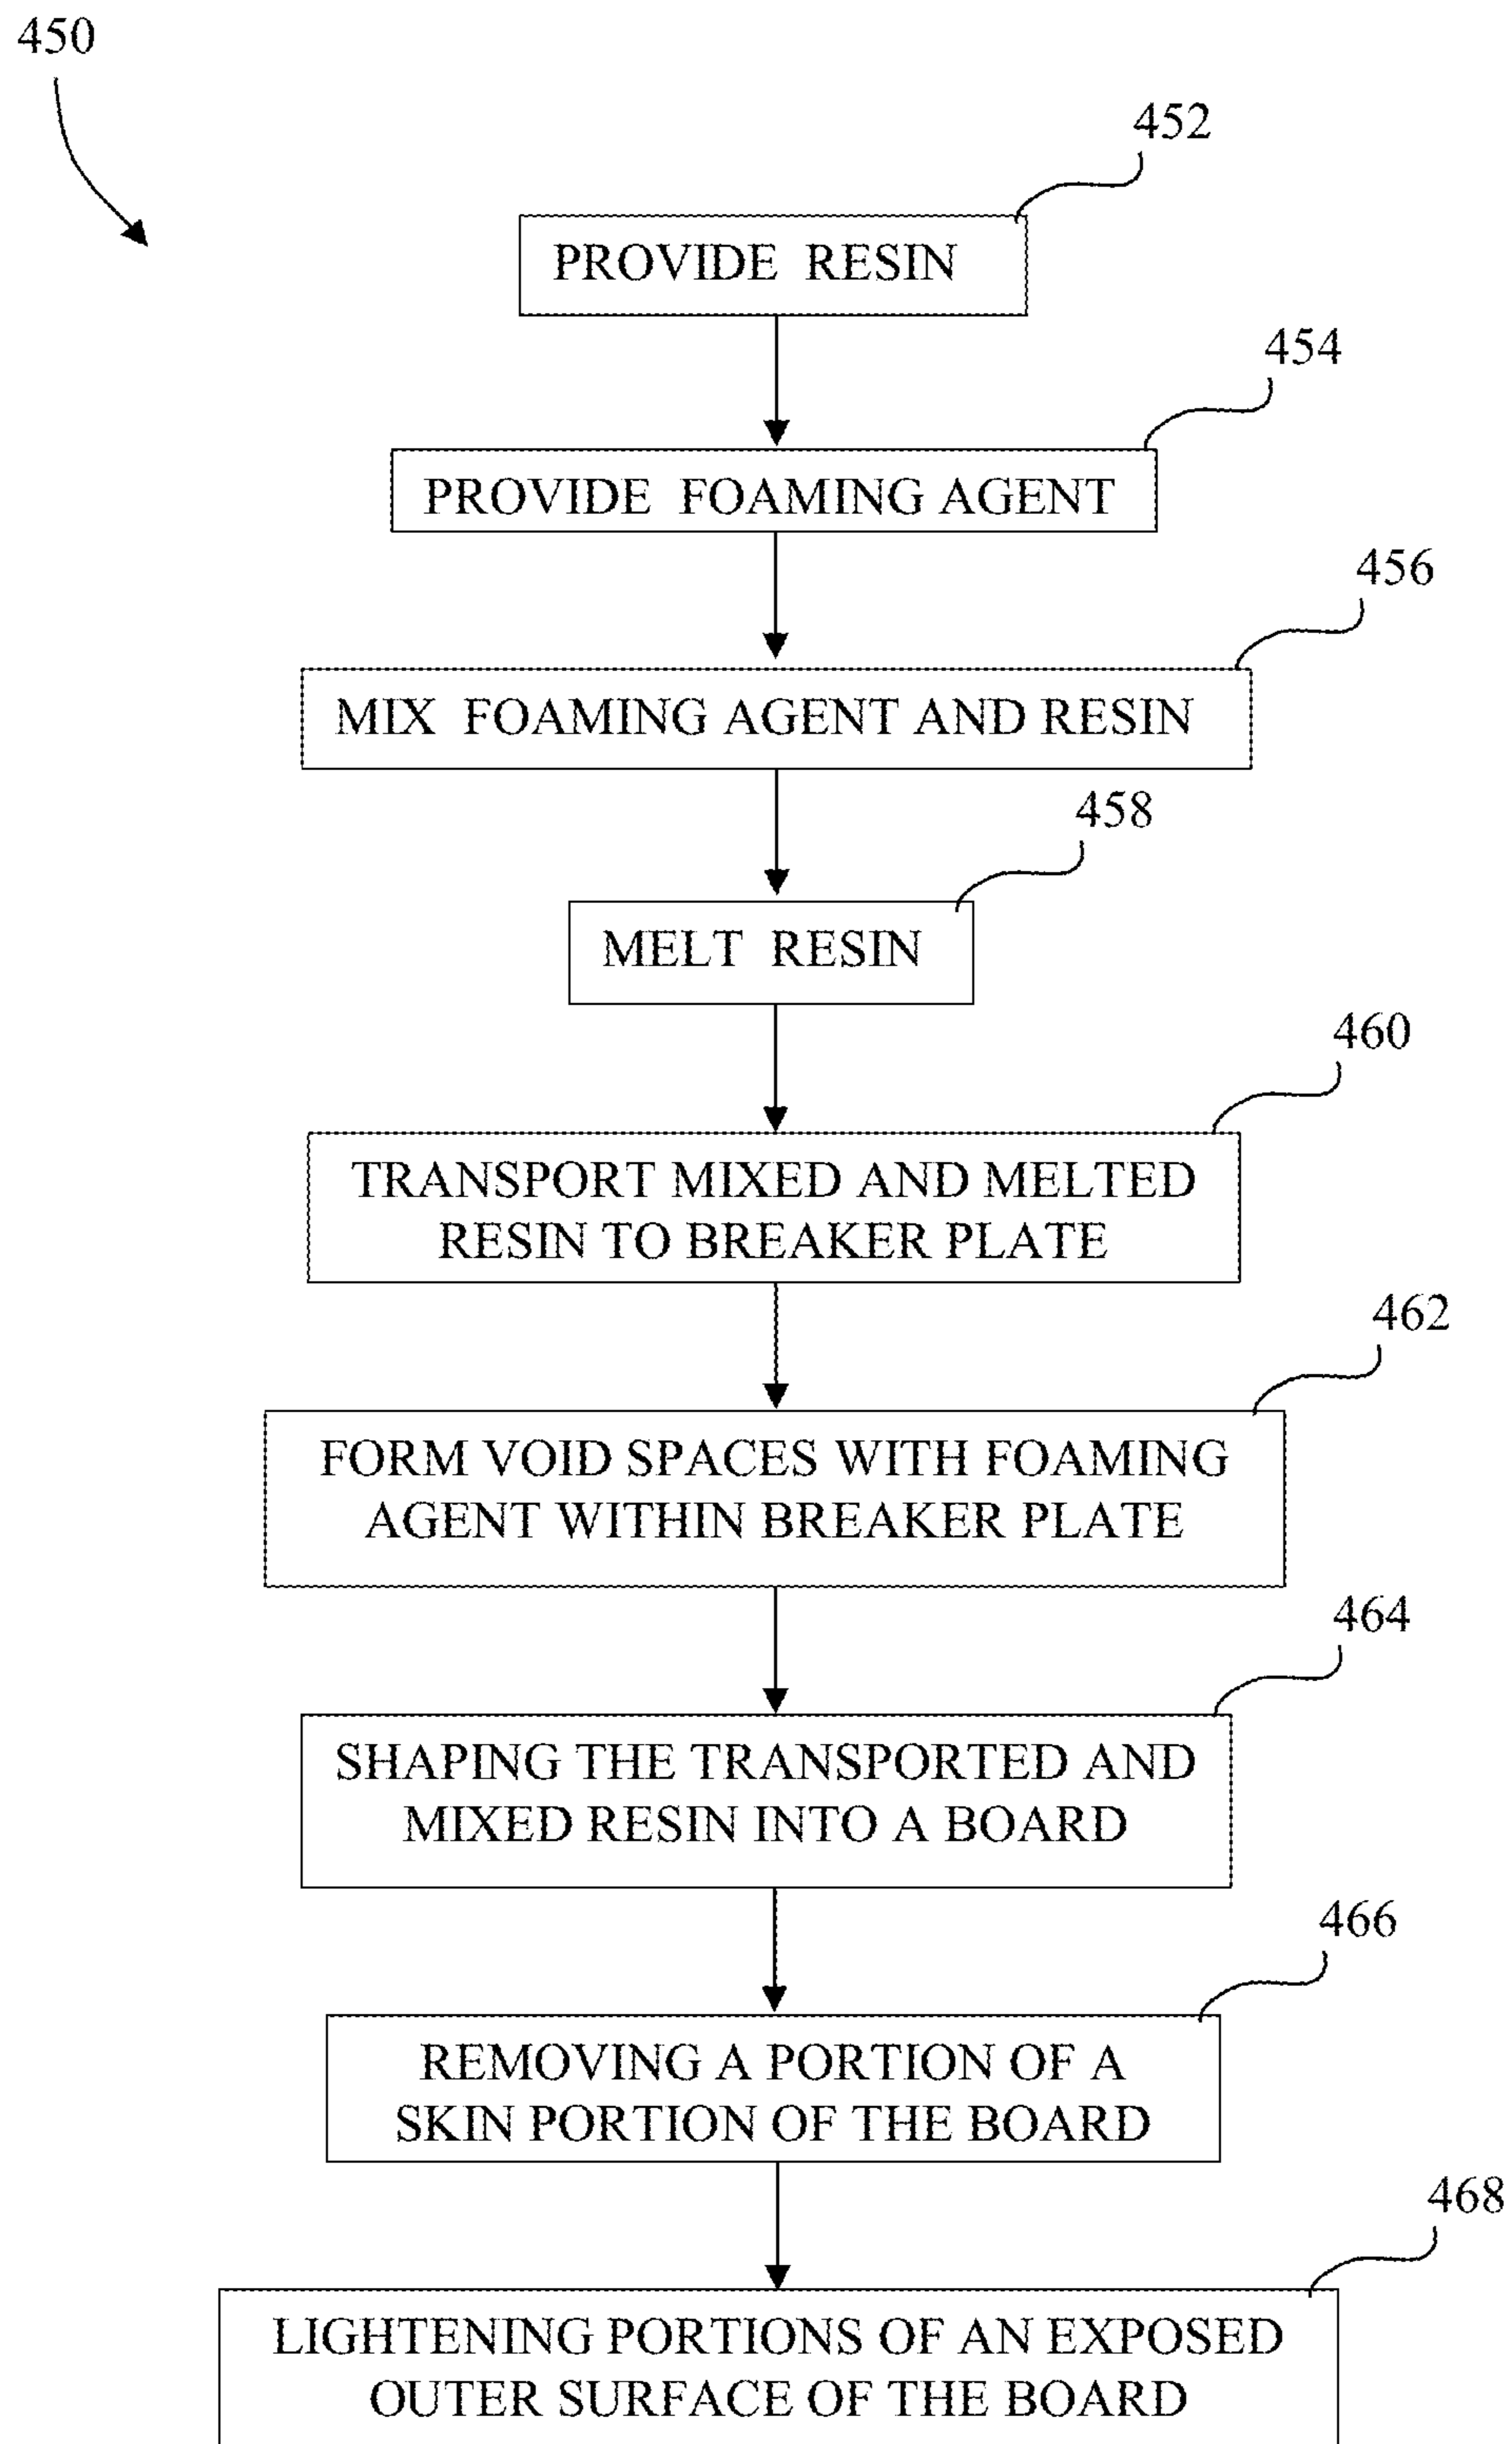 450
452
PROVIDE RESIN
454
PROVIDE FOAMING AGENT
456
MIX FOAMING AGENT AND RESIN
458
MELT RESIN
460
TRANSPORT MIXED AND MELTED
RESIN TO BREAKER PLATE
462
FORM VOID SPACES WITH FOAMING
AGENT WITHIN BREAKER PLATE
464
SHAPING THE TRANSPORTED AND
MIXED RESIN INTO A BOARD
466
REMOVING A PORTION OF A
SKIN PORTION OF THE BOARD
468
LIGHTENING PORTIONS OF AN EXPOSED
OUTER SURFACE OF THE BOARD